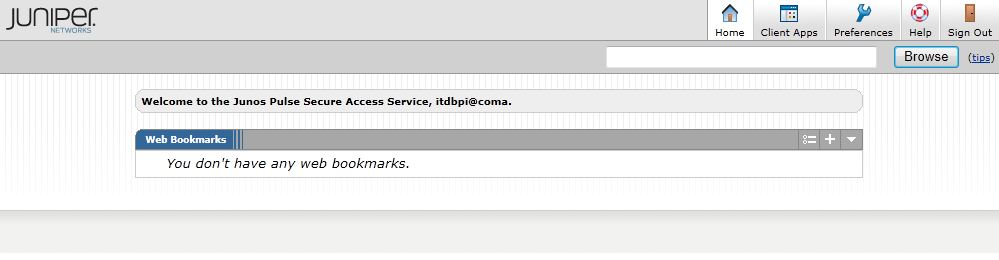 JUNIPER
NETWORKS
Home Client Apps Preferences Help Sign Out
Browse (tips)
Welcome to the Junos Pulse Secure Access Service, itdbpi@coma.
Web Bookmarks
You don't have any web bookmarks.